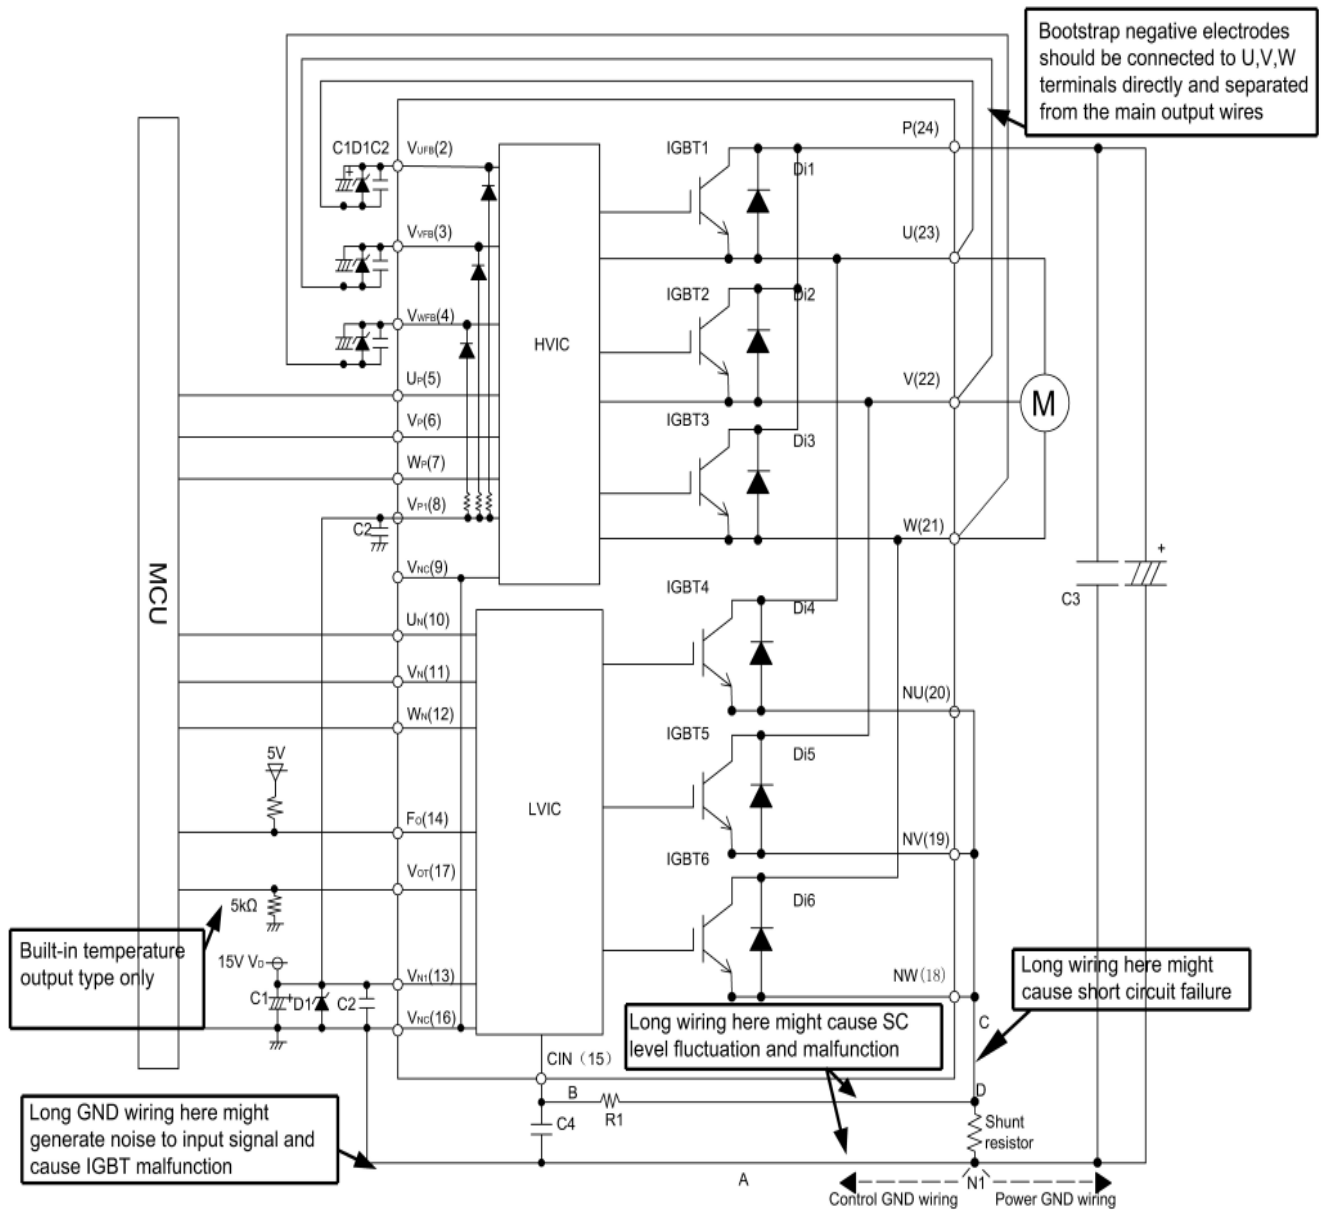 Bootstrap negative electrodes
should be connected to U,V,W
terminals directly and separated
from the main output wires
P(24)
C1D1C2
+
VUFB(2)
IGBT1
Di1
VVFB(3)
U(23)
IGBT2
Di2
VWFB(4)
HVIC
UP(5)
V(22)
M
VP(6)
IGBT3
Di3
WP(7)
VP1(8)
C2
W(21)
+
VNC(9)
MCU
IGBT4
C3
Di4
UN(10)
VN(11)
NU(20)
WN(12)
IGBT5
5V
Di5
LVIC
FO(14)
NV(19)
IGBT6
VOT(17)
5kΩ
Di6
Built-in temperature
output type only
15V VD
VN1(13)
NW(18)
Long wiring here might
cause short circuit failure
C1
+
D1
C2
VNC(16)
Long wiring here might cause SC
level fluctuation and malfunction
C
CIN（15）
B
D
R1
C4
Shunt
resistor
Long GND wiring here might
generate noise to input signal and
cause IGBT malfunction
A
N1
Control GND wiring
Power GND wiring